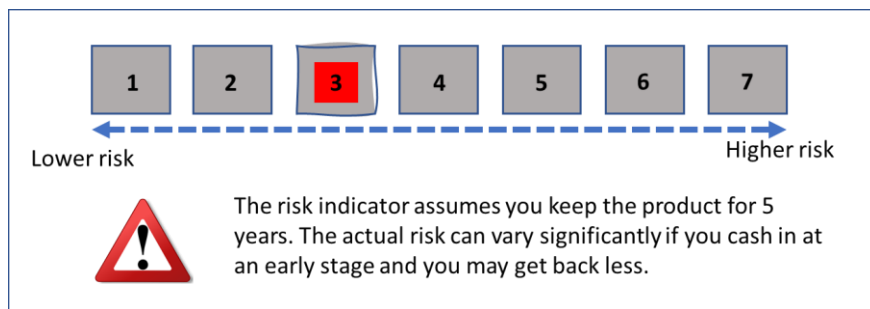 1 2 3 4 5 6 7
Lower risk Higher risk
The risk indicator assumes you keep the product for 5
years. The actual risk can vary significantly if you cash in at
an early stage and you may get back less.